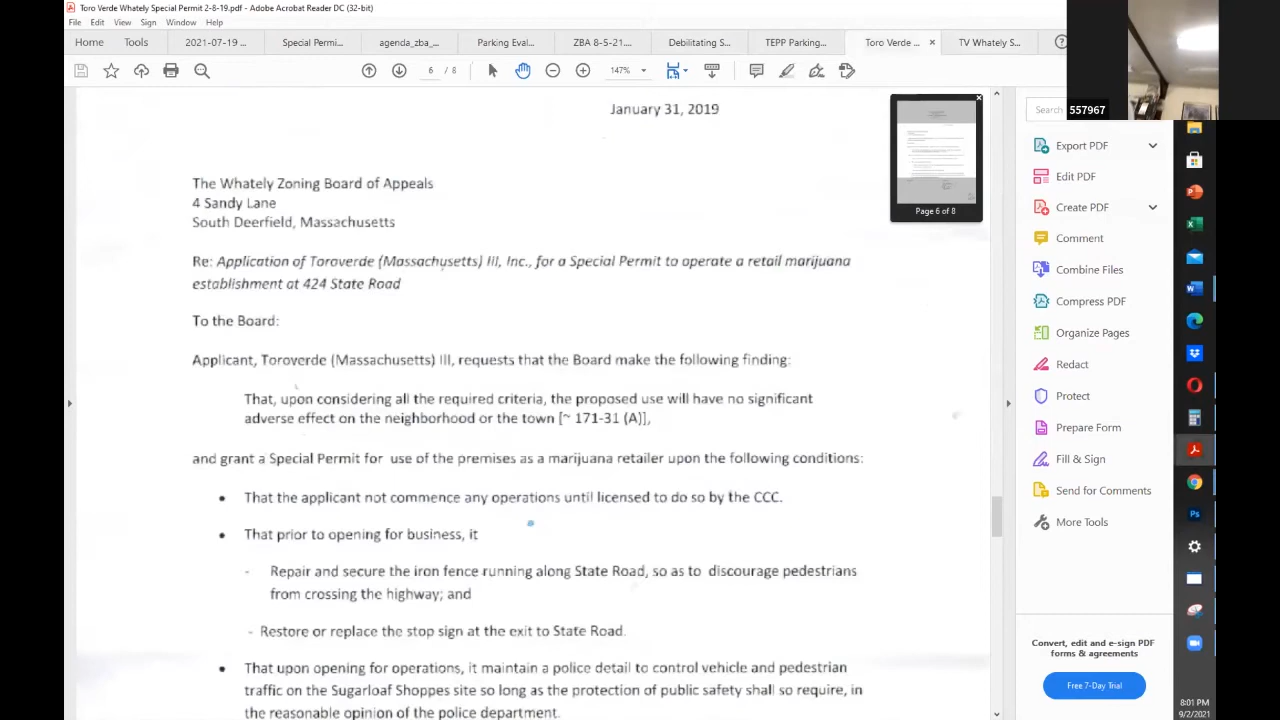 Toro Verde Whately Special Permit 2-8-19.pdf - Adobe Acrobat Reader DC (32-bit)
File Edit View Sign Window Help
Home Tools 2021-07-19 ... Special Permi... agenda_zba_... Parking Eval... ZBA 8-5-21.... Debilitating S... TEPP Parking... Toro Verde ... × TV Whately S...
6 / 8 147%
557967
January 31, 2019
The Whately Zoning Board of Appeals
4 Sandy Lane
South Deerfield, Massachusetts
Re: Application of Toroverde (Massachusetts) III, Inc., for a Special Permit to operate a retail marijuana
establishment at 424 State Road
To the Board:
Applicant, Toroverde (Massachusetts) III, requests that the Board make the following finding:
That, upon considering all the required criteria, the proposed use will have no significant
adverse effect on the neighborhood or the town [~ 171-31 (A)],
and grant a Special Permit for use of the premises as a marijuana retailer upon the following conditions:
• That the applicant not commence any operations until licensed to do so by the CCC.
• That prior to opening for business, it
- Repair and secure the iron fence running along State Road, so as to discourage pedestrians
from crossing the highway; and
- Restore or replace the stop sign at the exit to State Road.
• That upon opening for operations, it maintain a police detail to control vehicle and pedestrian
traffic on the Sugarloaf Shoppes site so long as the protection of public safety shall so require, in
the reasonable opinion of the police department.
Page 6 of 8
Search
Export PDF
Edit PDF
Create PDF
Comment
Combine Files
Compress PDF
Organize Pages
Redact
Protect
Prepare Form
Fill & Sign
Send for Comments
More Tools
Convert, edit and e-sign PDF
forms & agreements
Free 7-Day Trial
8:01 PM
9/2/2021